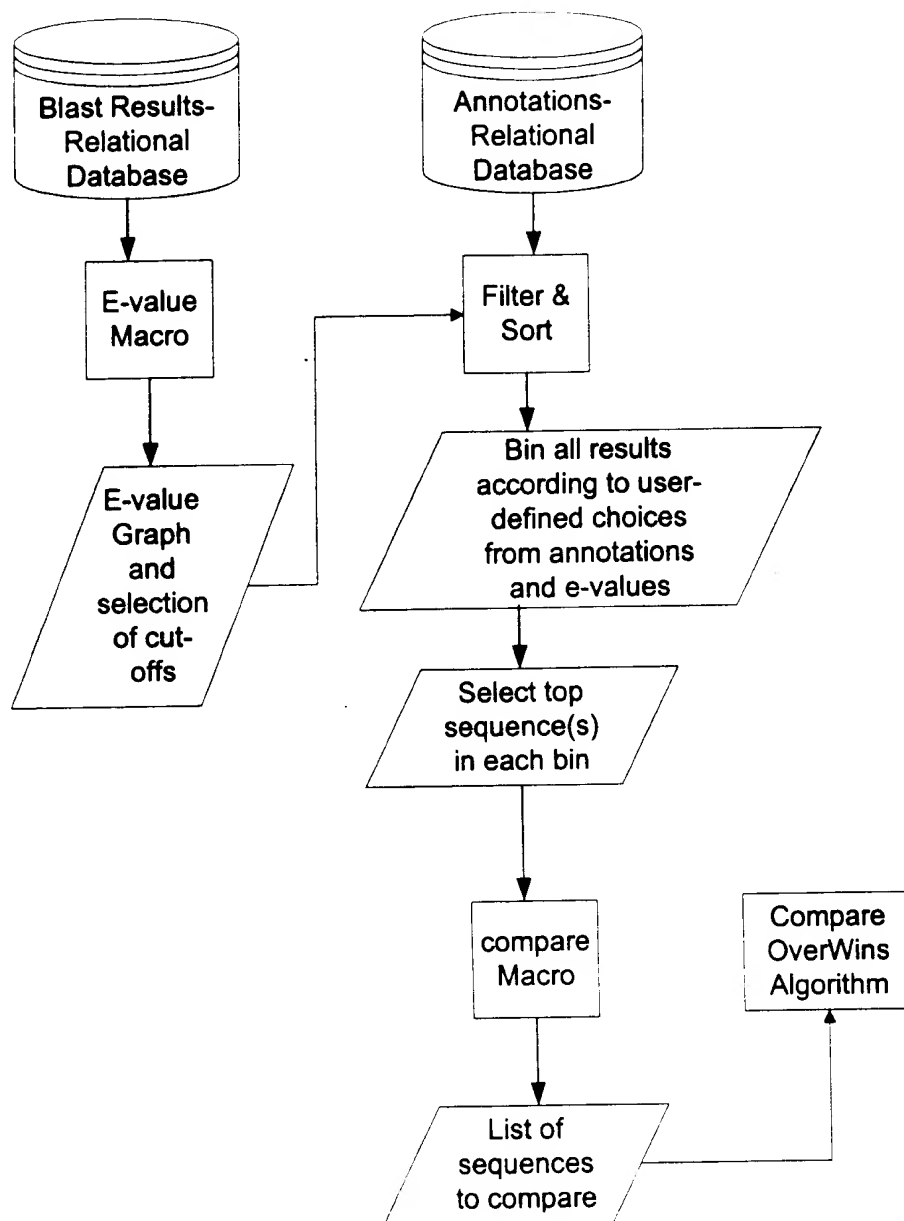 Blast Results-
Relational
Database
Annotations-
Relational
Database
E-value
Macro
Filter &
Sort
E-value
Graph
and
selection
of cut-
offs
Bin all results
according to user-
defined choices
from annotations
and e-values
Select top
sequence(s)
in each bin
compare
Macro
Compare
OverWins
Algorithm
List of
sequences
to compare